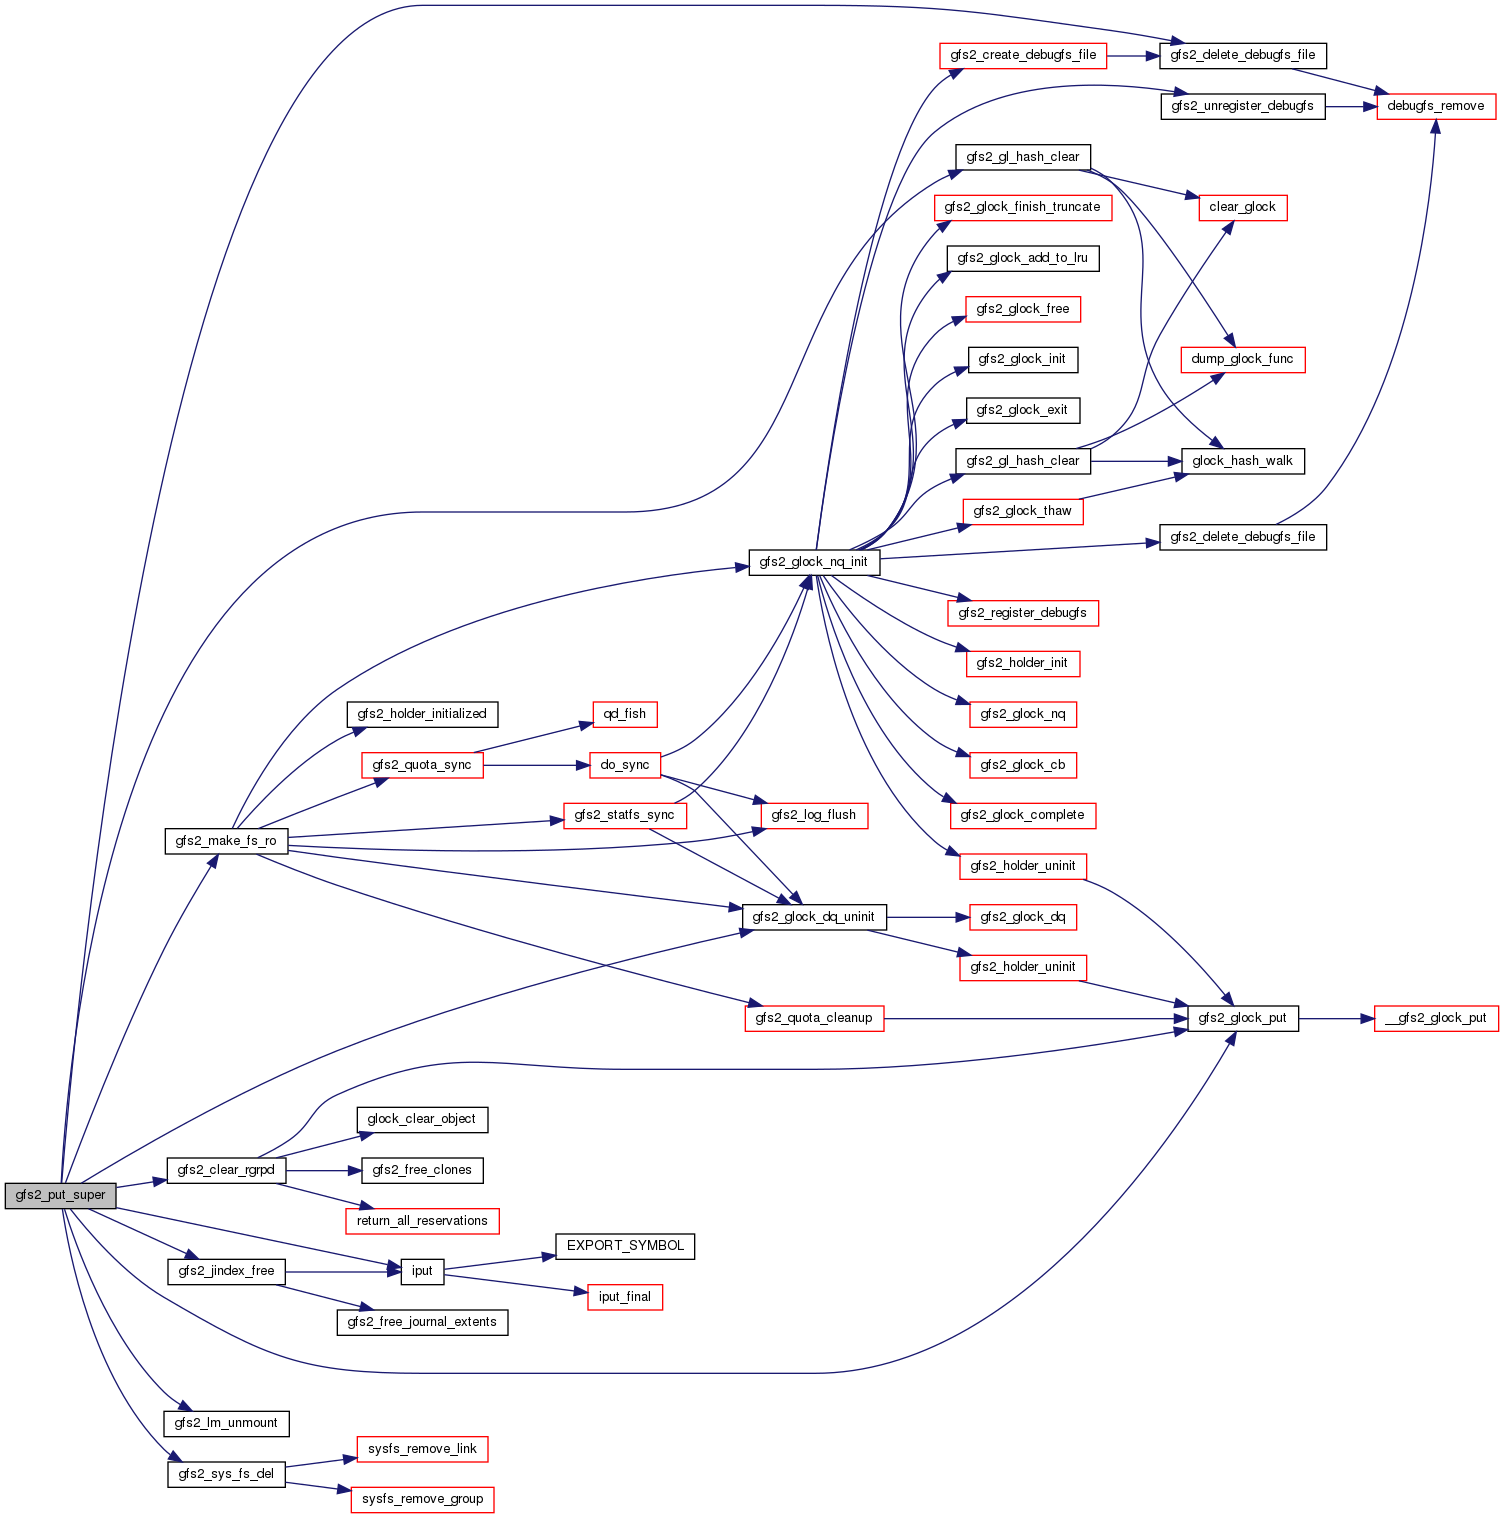 gfs2_create_debugfs_file
gfs2_delete_debugfs_file
gfs2_unregister_debugfs
debugfs_remove
gfs2_gl_hash_clear
gfs2_glock_finish_truncate
clear_glock
gfs2_glock_add_to_lru
gfs2_glock_free
gfs2_glock_init
dump_glock_func
gfs2_glock_exit
gfs2_gl_hash_clear
glock_hash_walk
gfs2_glock_thaw
gfs2_delete_debugfs_file
gfs2_glock_nq_init
gfs2_register_debugfs
gfs2_holder_init
gfs2_holder_initialized
qd_fish
gfs2_glock_nq
gfs2_quota_sync
do_sync
gfs2_glock_cb
gfs2_statfs_sync
gfs2_log_flush
gfs2_glock_complete
gfs2_make_fs_ro
gfs2_holder_uninit
gfs2_glock_dq_uninit
gfs2_glock_dq
gfs2_holder_uninit
gfs2_quota_cleanup
gfs2_glock_put
__gfs2_glock_put
glock_clear_object
gfs2_clear_rgrpd
gfs2_free_clones
gfs2_put_super
return_all_reservations
EXPORT_SYMBOL
gfs2_jindex_free
iput
iput_final
gfs2_free_journal_extents
gfs2_lm_unmount
sysfs_remove_link
gfs2_sys_fs_del
sysfs_remove_group